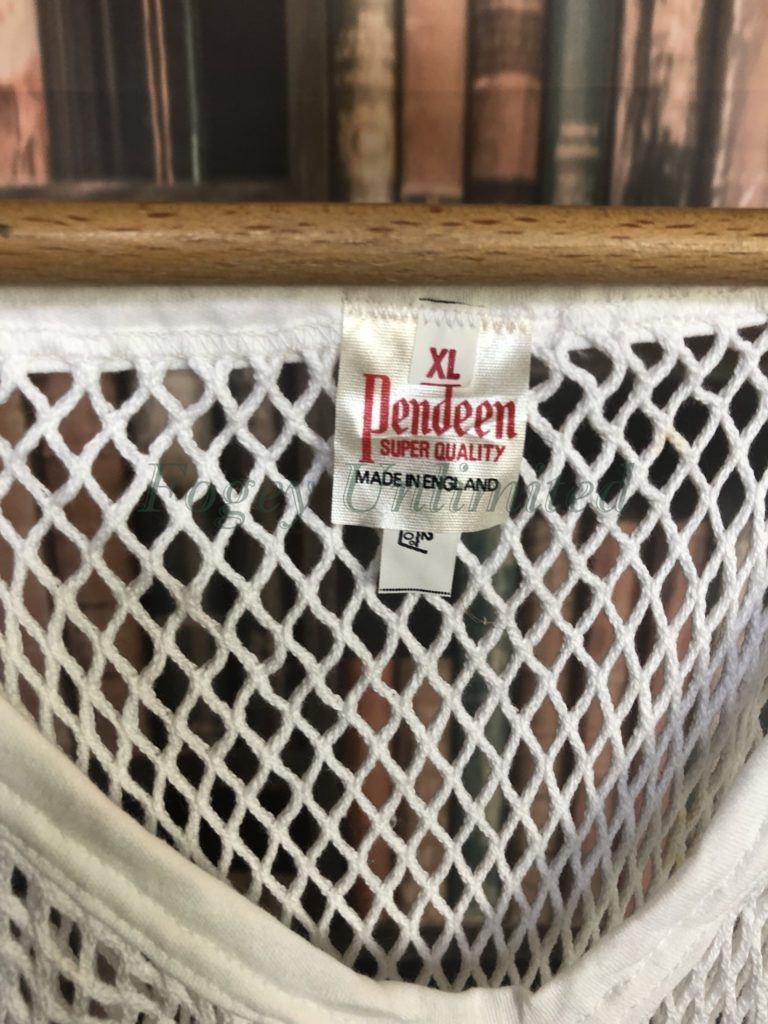 XL
Pendeen
SUPER QUALITY
Fogey Unlimited
MADE IN ENGLAND